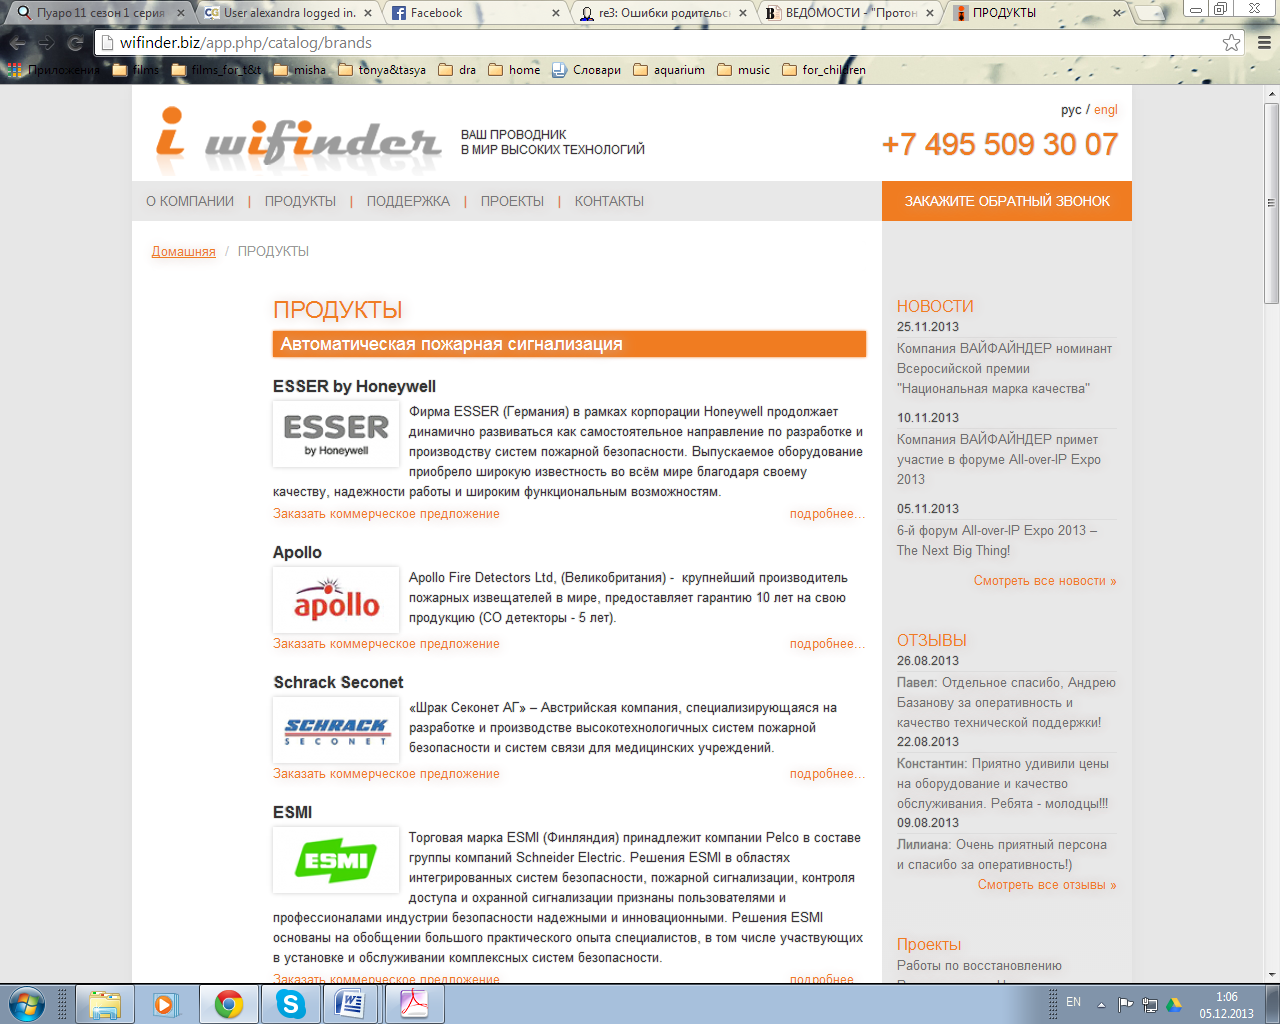 Пуаро 11 сезон 1 серия
User alexandra logged in.
Facebook
re3: Ошибки родительс
ВЕДОМОСТИ - "Протон
ПРОДУКТЫ
wifinder.biz/app.php/catalog/brands
Приложения films films_for_t&t misha tonya&tasya dra home Словари aquarium music for_children
i wifinder
ВАШ ПРОВОДНИК
В МИР ВЫСОКИХ ТЕХНОЛОГИЙ
рус / engl
+7 495 509 30 07
О КОМПАНИИ | ПРОДУКТЫ | ПОДДЕРЖКА | ПРОЕКТЫ | КОНТАКТЫ
ЗАКАЖИТЕ ОБРАТНЫЙ ЗВОНОК
Домашняя / ПРОДУКТЫ
ПРОДУКТЫ
Автоматическая пожарная сигнализация
ESSER by Honeywell
ESSER
by Honeywell
Фирма ESSER (Германия) в рамках корпорации Honeywell продолжает
динамично развиваться как самостоятельное направление по разработке и
производству систем пожарной безопасности. Выпускаемое оборудование
приобрело широкую известность во всём мире благодаря своему
качеству, надежности работы и широким функциональным возможностям.
Заказать коммерческое предложение подробнее...
Apollo
apollo
Apollo Fire Detectors Ltd, (Великобритания) - крупнейший производитель
пожарных извещателей в мире, предоставляет гарантию 10 лет на свою
продукцию (СО детекторы - 5 лет).
Заказать коммерческое предложение подробнее...
Schrack Seconet
SCHRACK
SECONET
«Шрак Секонет АГ» – Австрийская компания, специализирующаяся на
разработке и производстве высокотехнологичных систем пожарной
безопасности и систем связи для медицинских учреждений.
Заказать коммерческое предложение подробнее...
ESMI
ESMI
Торговая марка ESMI (Финляндия) принадлежит компании Pelco в составе
группы компаний Schneider Electric. Решения ESMI в областях
интегрированных систем безопасности, пожарной сигнализации, контроля
доступа и охранной сигнализации признаны пользователями и
профессионалами индустрии безопасности надежными и инновационными. Решения ESMI
основаны на обобщении большого практического опыта специалистов, в том числе участвующих
в установке и обслуживании комплексных систем безопасности.
Заказать коммерческое предложение подробнее...
НОВОСТИ
25.11.2013
Компания ВАЙФАЙНДЕР номинант
Всеросийской премии
"Национальная марка качества"
10.11.2013
Компания ВАЙФАЙНДЕР примет
участие в форуме All-over-IP Expo
2013
05.11.2013
6-й форум All-over-IP Expo 2013 –
The Next Big Thing!
Смотреть все новости »
ОТЗЫВЫ
26.08.2013
Павел: Отдельное спасибо, Андрею
Базанову за оперативность и
качество технической поддержки!
22.08.2013
Константин: Приятно удивили цены
на оборудование и качество
обслуживания. Ребята - молодцы!!!
09.08.2013
Лилиана: Очень приятный персона
и спасибо за оперативность!)
Смотреть все отзывы »
Проекты
Работы по восстановлению
EN
1:06
05.12.2013